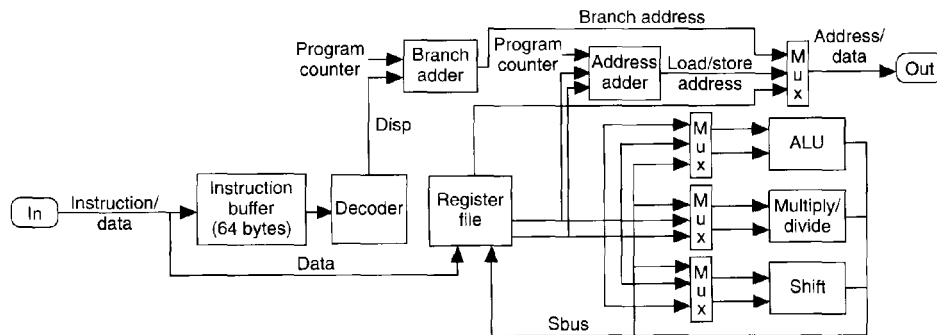 Branch address
Program
counter
Branch
adder
Program
counter
Address
adder
Load/store
address
M
u
x
Address/
data
Out
Disp
In
Instruction/
data
Instruction
buffer
(64 bytes)
Decoder
Register
file
Data
M
u
x
ALU
M
u
x
Multiply/
divide
M
u
x
Shift
Sbus